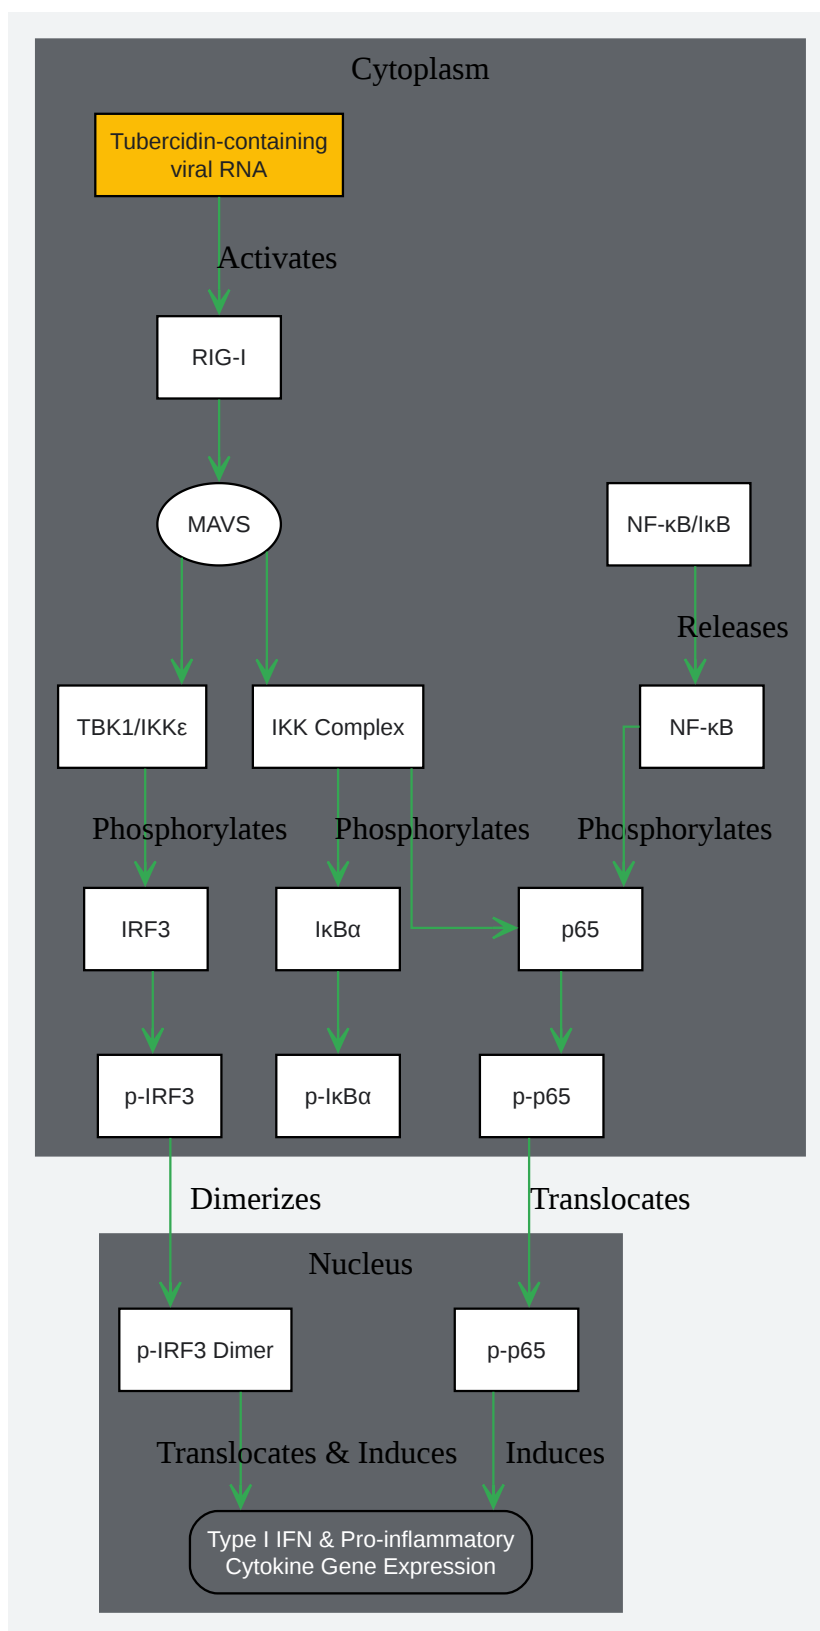 Cytoplasm
Tubercidin-containing
viral RNA
Activates
RIG-I
MAVS
NF-κB/IκB
Releases
TBK1/IKKε
IKK Complex
NF-κB
Phosphorylates
Phosphorylates
Phosphorylates
IRF3
IκBα
p65
p-IRF3
p-IκBα
p-p65
Dimerizes
Translocates
Nucleus
p-IRF3 Dimer
p-p65
Translocates & Induces
Induces
Type I IFN & Pro-inflammatory
Cytokine Gene Expression